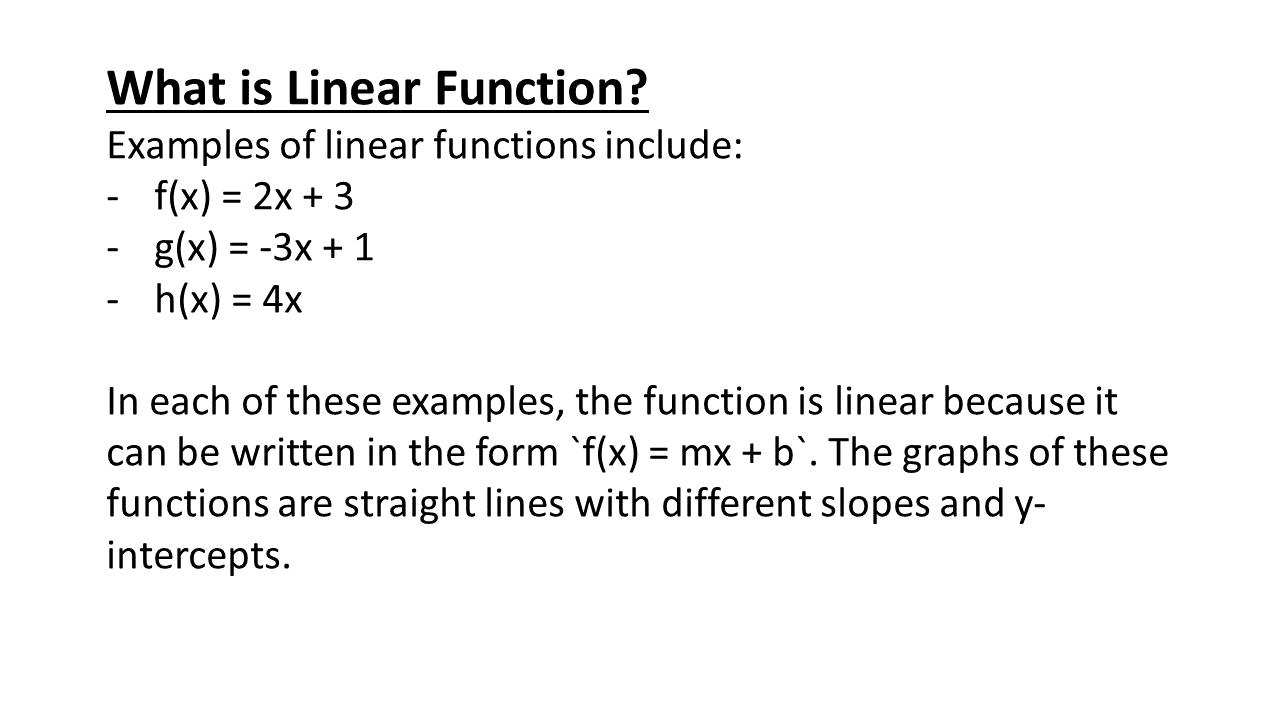 What is Linear Function?
Examples of linear functions include:
- f(x) = 2x + 3
- g(x) = -3x + 1
- h(x) = 4x
In each of these examples, the function is linear because it
can be written in the form `f(x) = mx + b`. The graphs of these
functions are straight lines with different slopes and y-
intercepts.